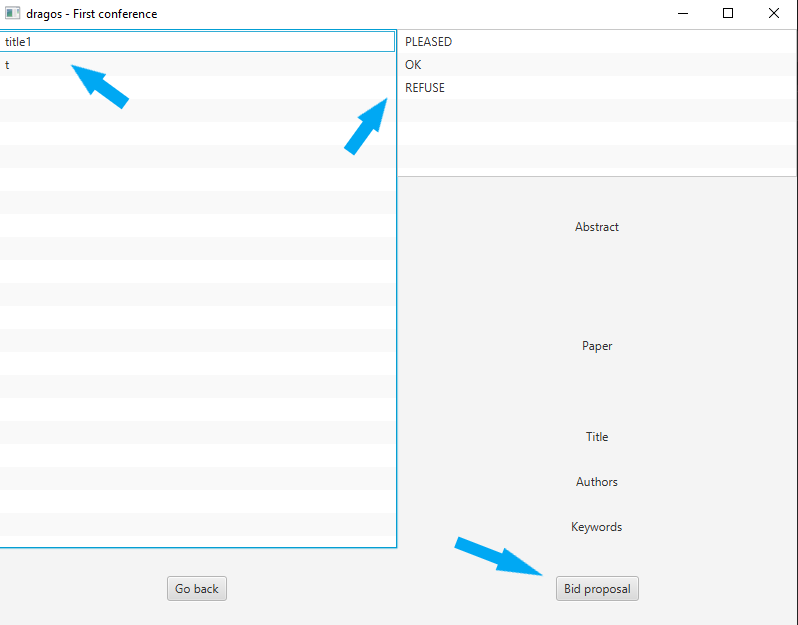 dragos - First conference
title1
t
PLEASED
OK
REFUSE
Abstract
Paper
Title
Authors
Keywords
Go back
Bid proposal